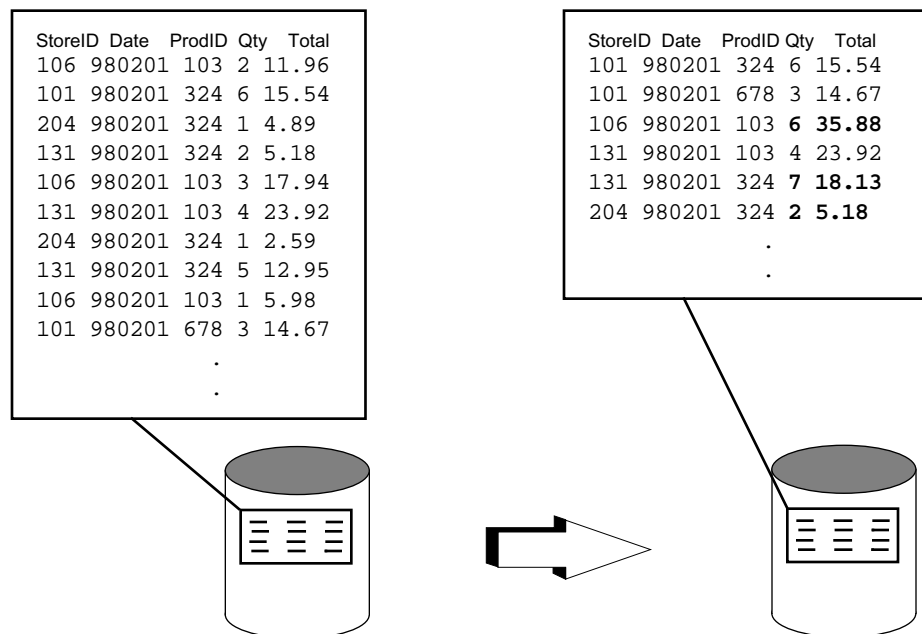 StoreID Date ProdID Qty Total
106 980201 103 2 11.96
101 980201 324 6 15.54
204 980201 324 1 4.89
131 980201 324 2 5.18
106 980201 103 3 17.94
131 980201 103 4 23.92
204 980201 324 1 2.59
131 980201 324 5 12.95
106 980201 103 1 5.98
101 980201 678 3 14.67
.
.
StoreID Date ProdID Qty Total
101 980201 324 6 15.54
101 980201 678 3 14.67
106 980201 103 6 35.88
131 980201 103 4 23.92
131 980201 324 7 18.13
204 980201 324 2 5.18
.
.